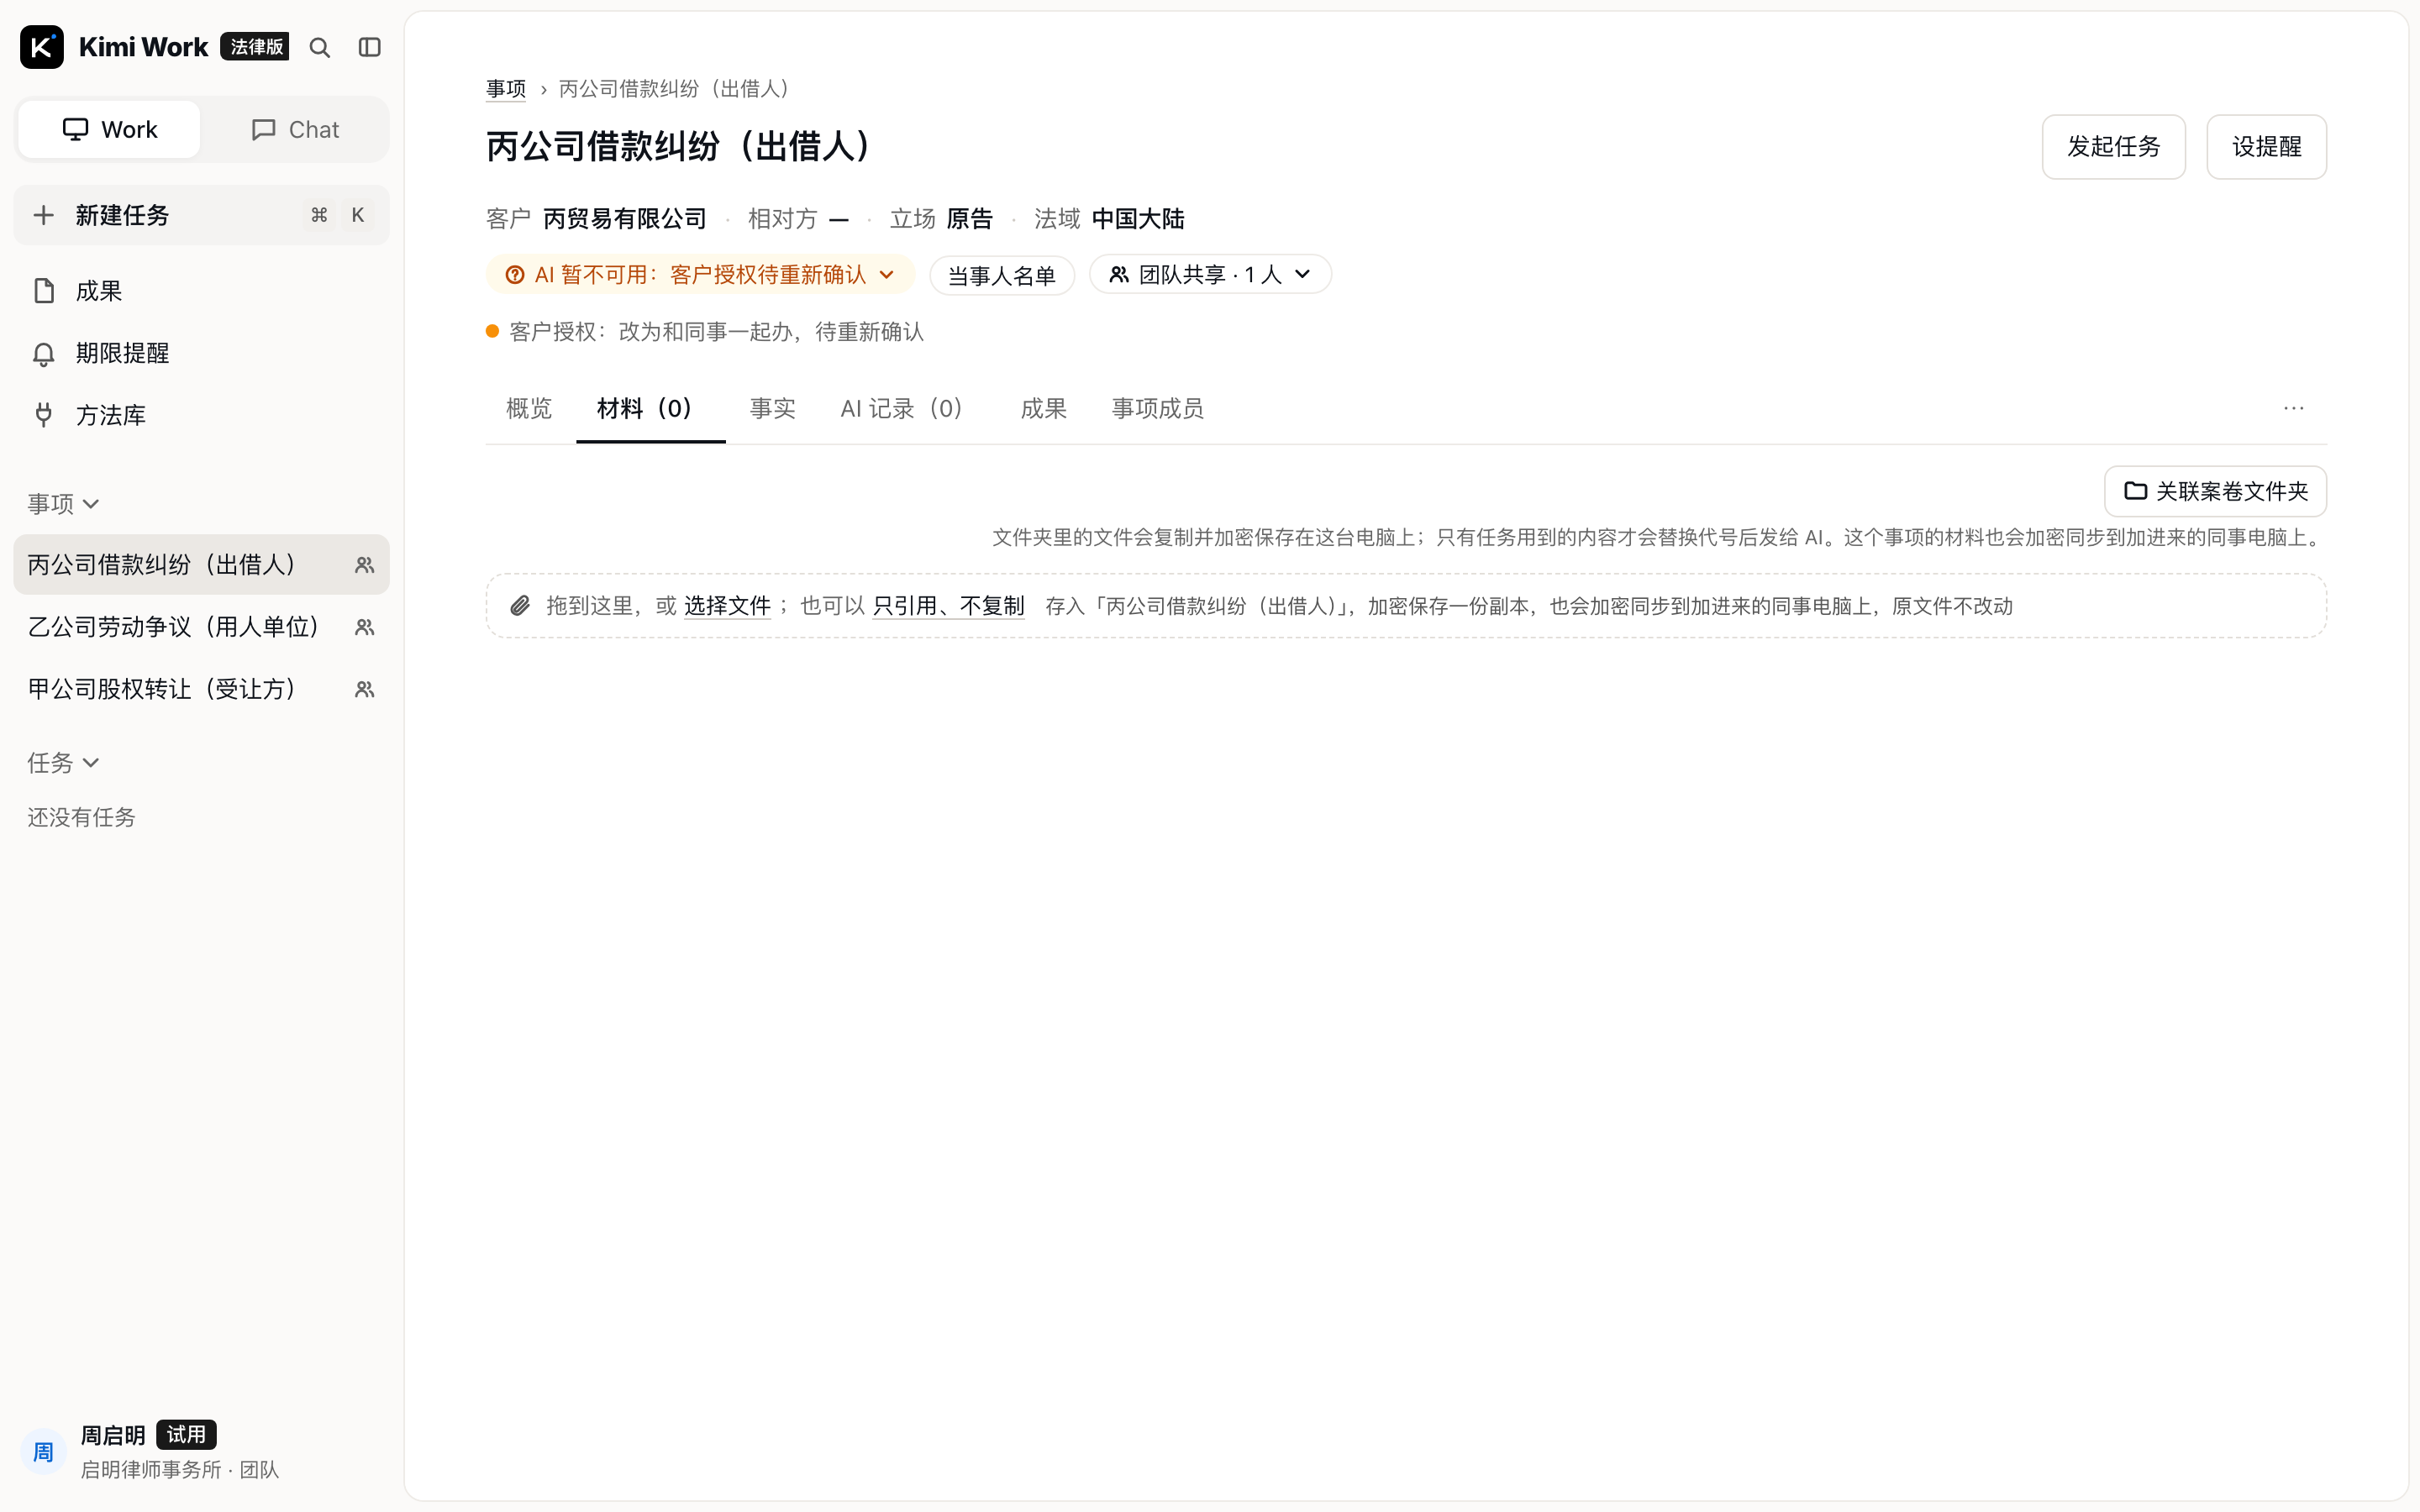 Kimi Work 法律版
Work
Chat
新建任务 ⌘ K
成果
期限提醒
方法库
事项
丙公司借款纠纷（出借人）
乙公司劳动争议（用人单位）
甲公司股权转让（受让方）
任务
还没有任务
周
周启明 试用
启明律师事务所 · 团队
事项 › 丙公司借款纠纷（出借人）
丙公司借款纠纷（出借人）
发起任务
设提醒
客户 丙贸易有限公司 · 相对方 — · 立场 原告 · 法域 中国大陆
AI 暂不可用：客户授权待重新确认
当事人名单
团队共享 · 1 人
客户授权：改为和同事一起办，待重新确认
概览 材料（0） 事实 AI 记录（0） 成果 事项成员 ···
关联案卷文件夹
文件夹里的文件会复制并加密保存在这台电脑上；只有任务用到的内容才会替换代号后发给 AI。这个事项的材料也会加密同步到加进来的同事电脑上。
拖到这里，或 选择文件 ；也可以 只引用、不复制 存入「丙公司借款纠纷（出借人）」，加密保存一份副本，也会加密同步到加进来的同事电脑上，原文件不改动